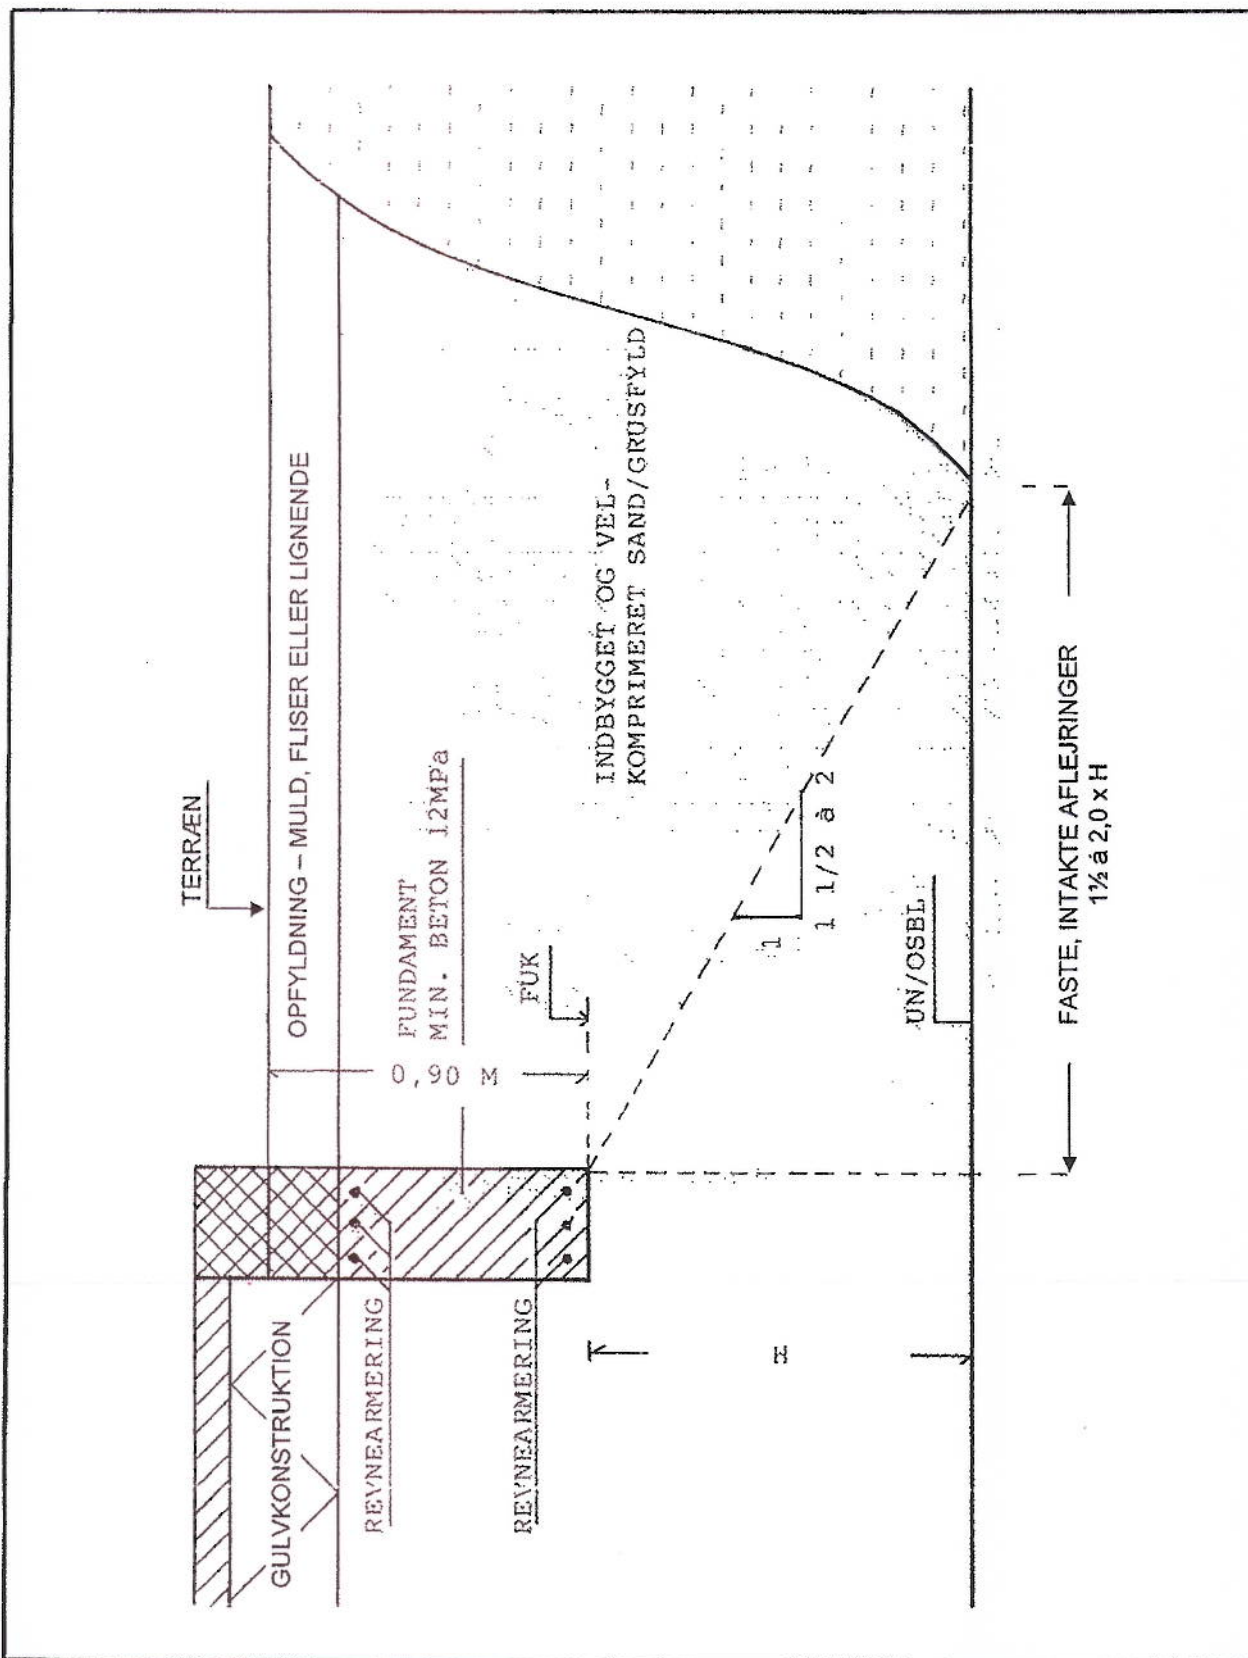 TERRÆN
OPFYLDNING – MULD, FLISER ELLER LIGNENDE
GULVKONSTRUKTION
FUNDAMENT
MIN. BETON 12MPa
0,90 M
REVNEARMERING
REVNEARMERING
FUK
INDBYGGET OG VEL-
KOMPRIMERET SAND/GRUSFYLD
1
1 1/2 à 2
H
UN/OSBL
FASTE, INTAKTE AFLEJRINGER
1½ á 2,0 x H